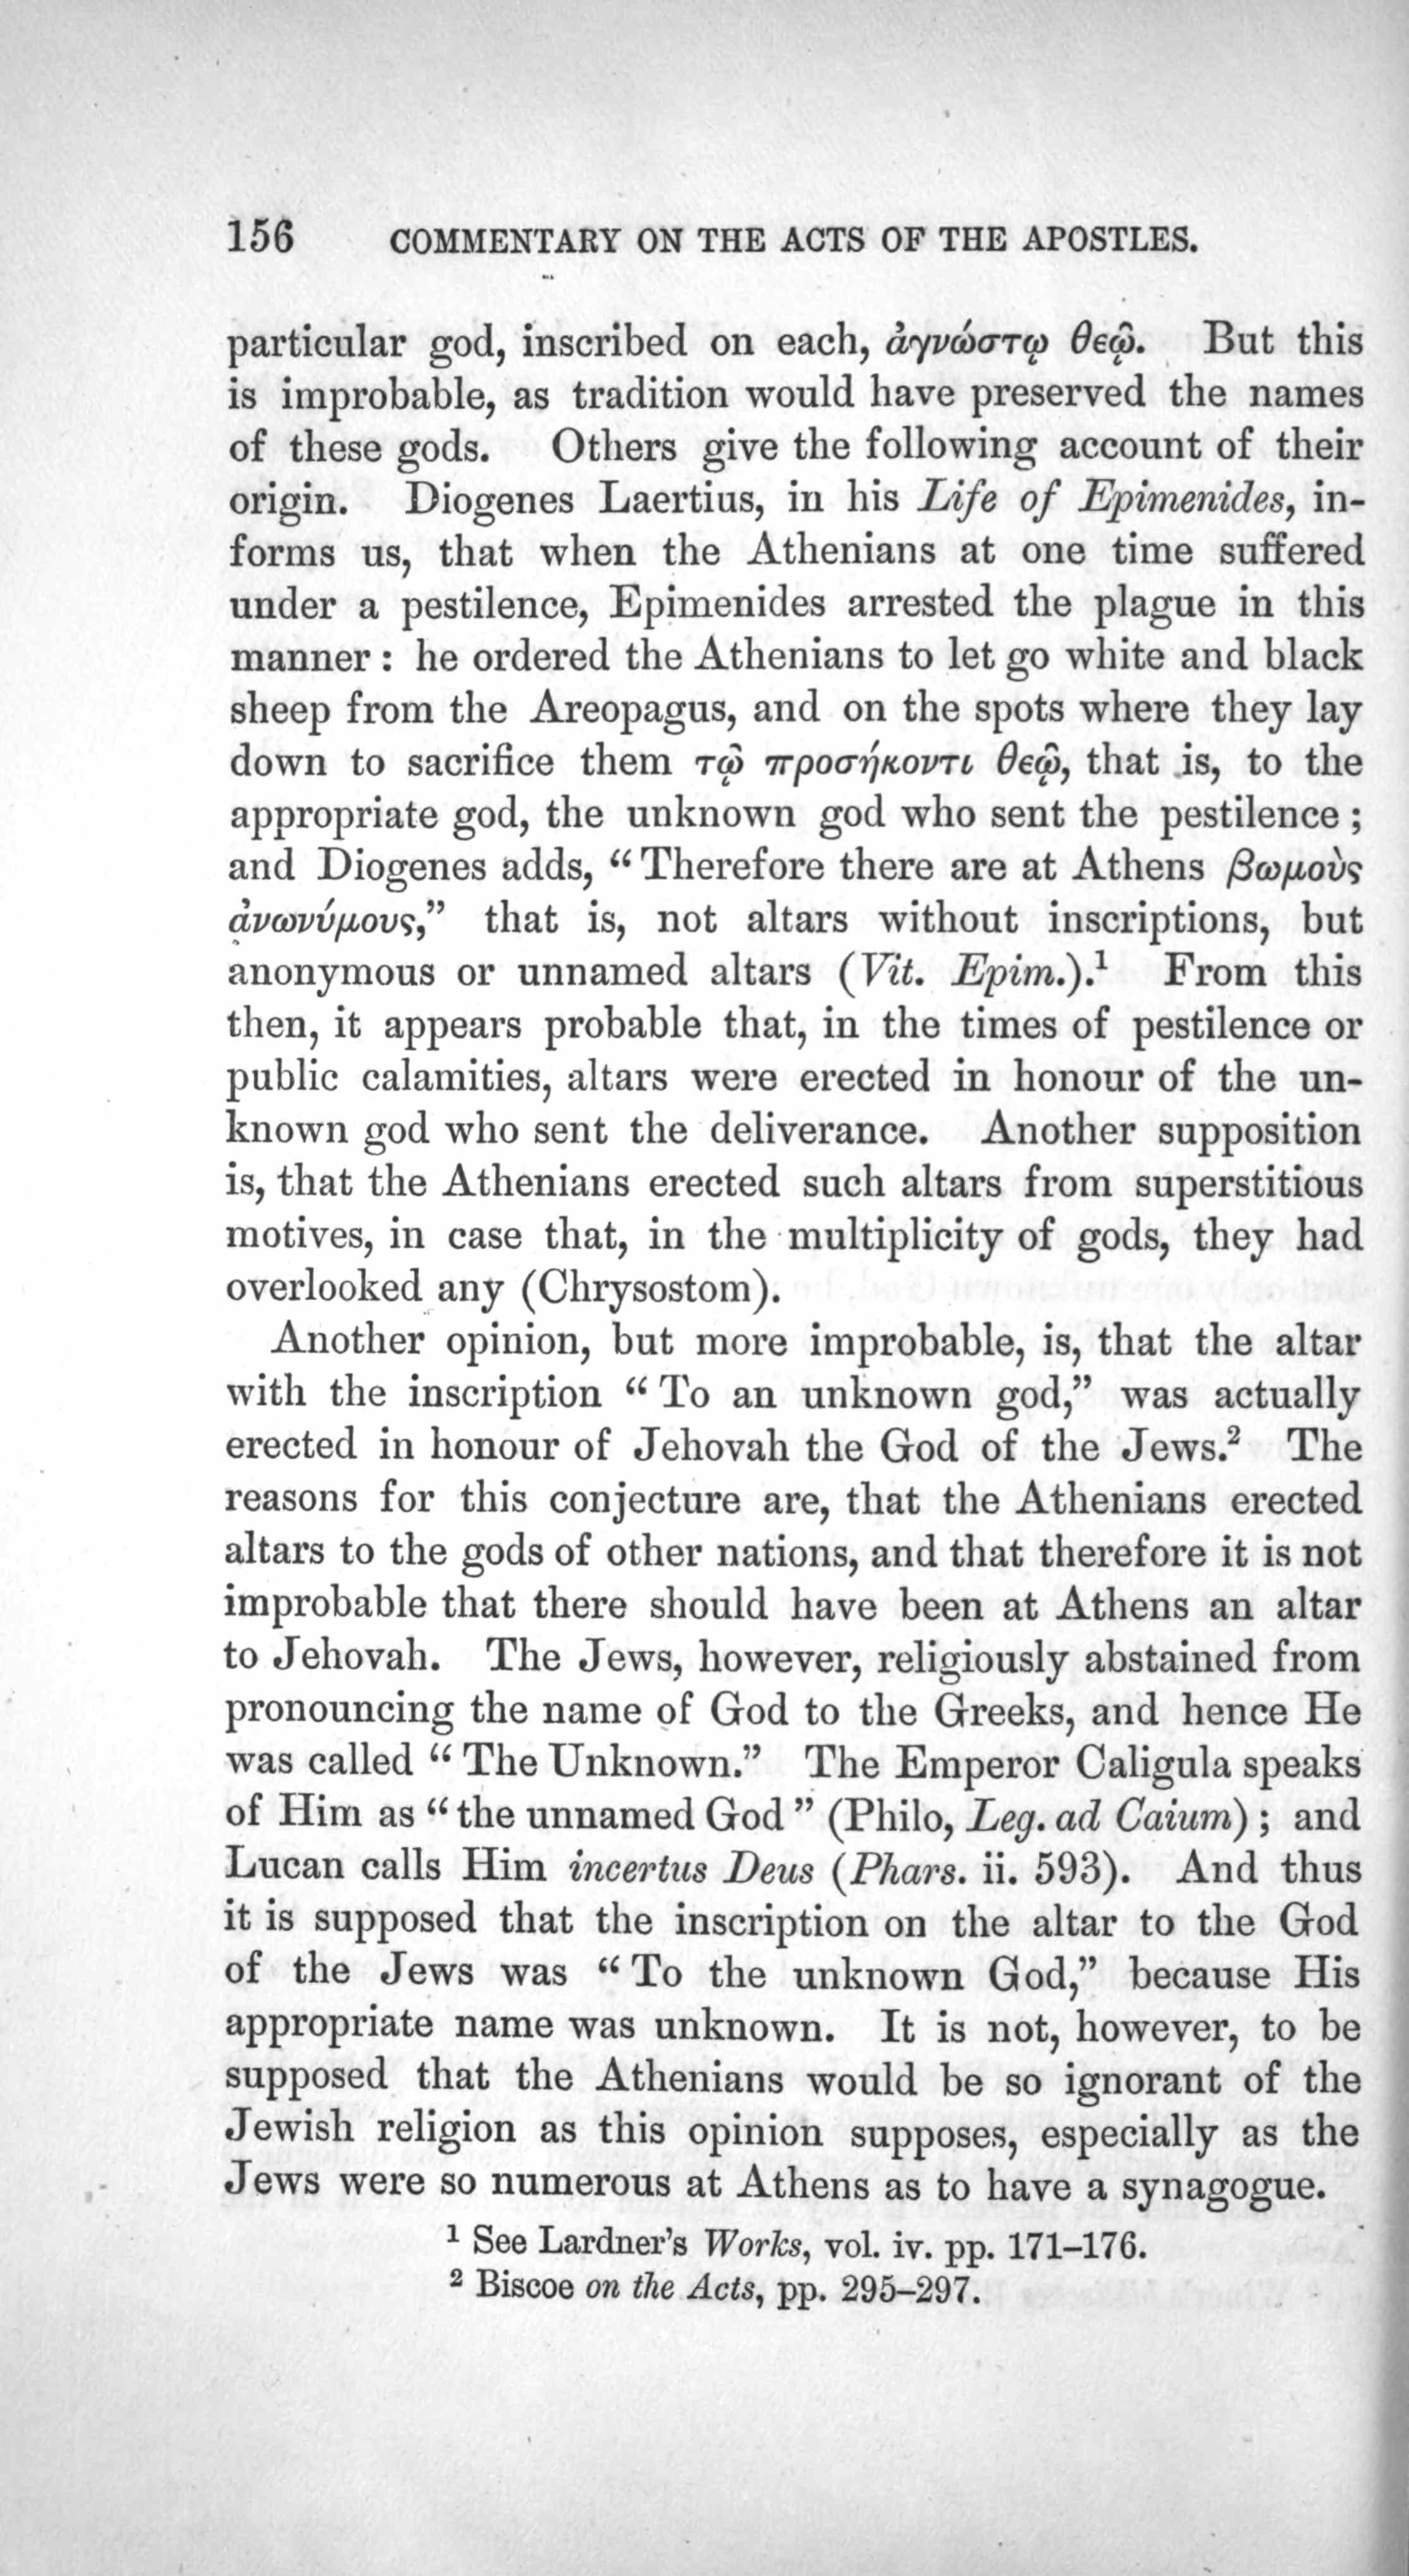 156 COMMENTARY ON THE ACTS OF THE APOSTLES.
particular god, inscribed on each, ἀγνώστῳ θεῷ. But this
is improbable, as tradition would have preserved the names
of these gods. Others give the following account of their
origin. Diogenes Laertius, in his Life of Epimenides, in-
forms us, that when the Athenians at one time suffered
under a pestilence, Epimenides arrested the plague in this
manner : he ordered the Athenians to let go white and black
sheep from the Areopagus, and on the spots where they lay
down to sacrifice them τῷ προσήκοντι θεῷ, that is, to the
appropriate god, the unknown god who sent the pestilence ;
and Diogenes adds, “Therefore there are at Athens βωμοὺς
ἀνωνύμους,” that is, not altars without inscriptions, but
anonymous or unnamed altars (Vit. Epim.).¹ From this
then, it appears probable that, in the times of pestilence or
public calamities, altars were erected in honour of the un-
known god who sent the deliverance. Another supposition
is, that the Athenians erected such altars from superstitious
motives, in case that, in the multiplicity of gods, they had
overlooked any (Chrysostom).
Another opinion, but more improbable, is, that the altar
with the inscription “To an unknown god,” was actually
erected in honour of Jehovah the God of the Jews.² The
reasons for this conjecture are, that the Athenians erected
altars to the gods of other nations, and that therefore it is not
improbable that there should have been at Athens an altar
to Jehovah. The Jews, however, religiously abstained from
pronouncing the name of God to the Greeks, and hence He
was called “The Unknown.” The Emperor Caligula speaks
of Him as “the unnamed God” (Philo, Leg. ad Caium) ; and
Lucan calls Him incertus Deus (Phars. ii. 593). And thus
it is supposed that the inscription on the altar to the God
of the Jews was “To the unknown God,” because His
appropriate name was unknown. It is not, however, to be
supposed that the Athenians would be so ignorant of the
Jewish religion as this opinion supposes, especially as the
Jews were so numerous at Athens as to have a synagogue.
¹ See Lardner’s Works, vol. iv. pp. 171–176.
² Biscoe on the Acts, pp. 295–297.